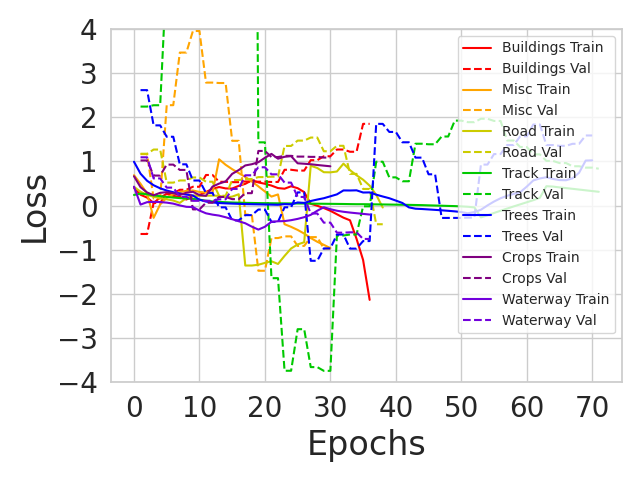 4
3
2
1
0
−1
−2
−3
−4
Loss
0
10
20
30
40
50
60
70
Epochs
Buildings Train
Buildings Val
Misc Train
Misc Val
Road Train
Road Val
Track Train
Track Val
Trees Train
Trees Val
Crops Train
Crops Val
Waterway Train
Waterway Val